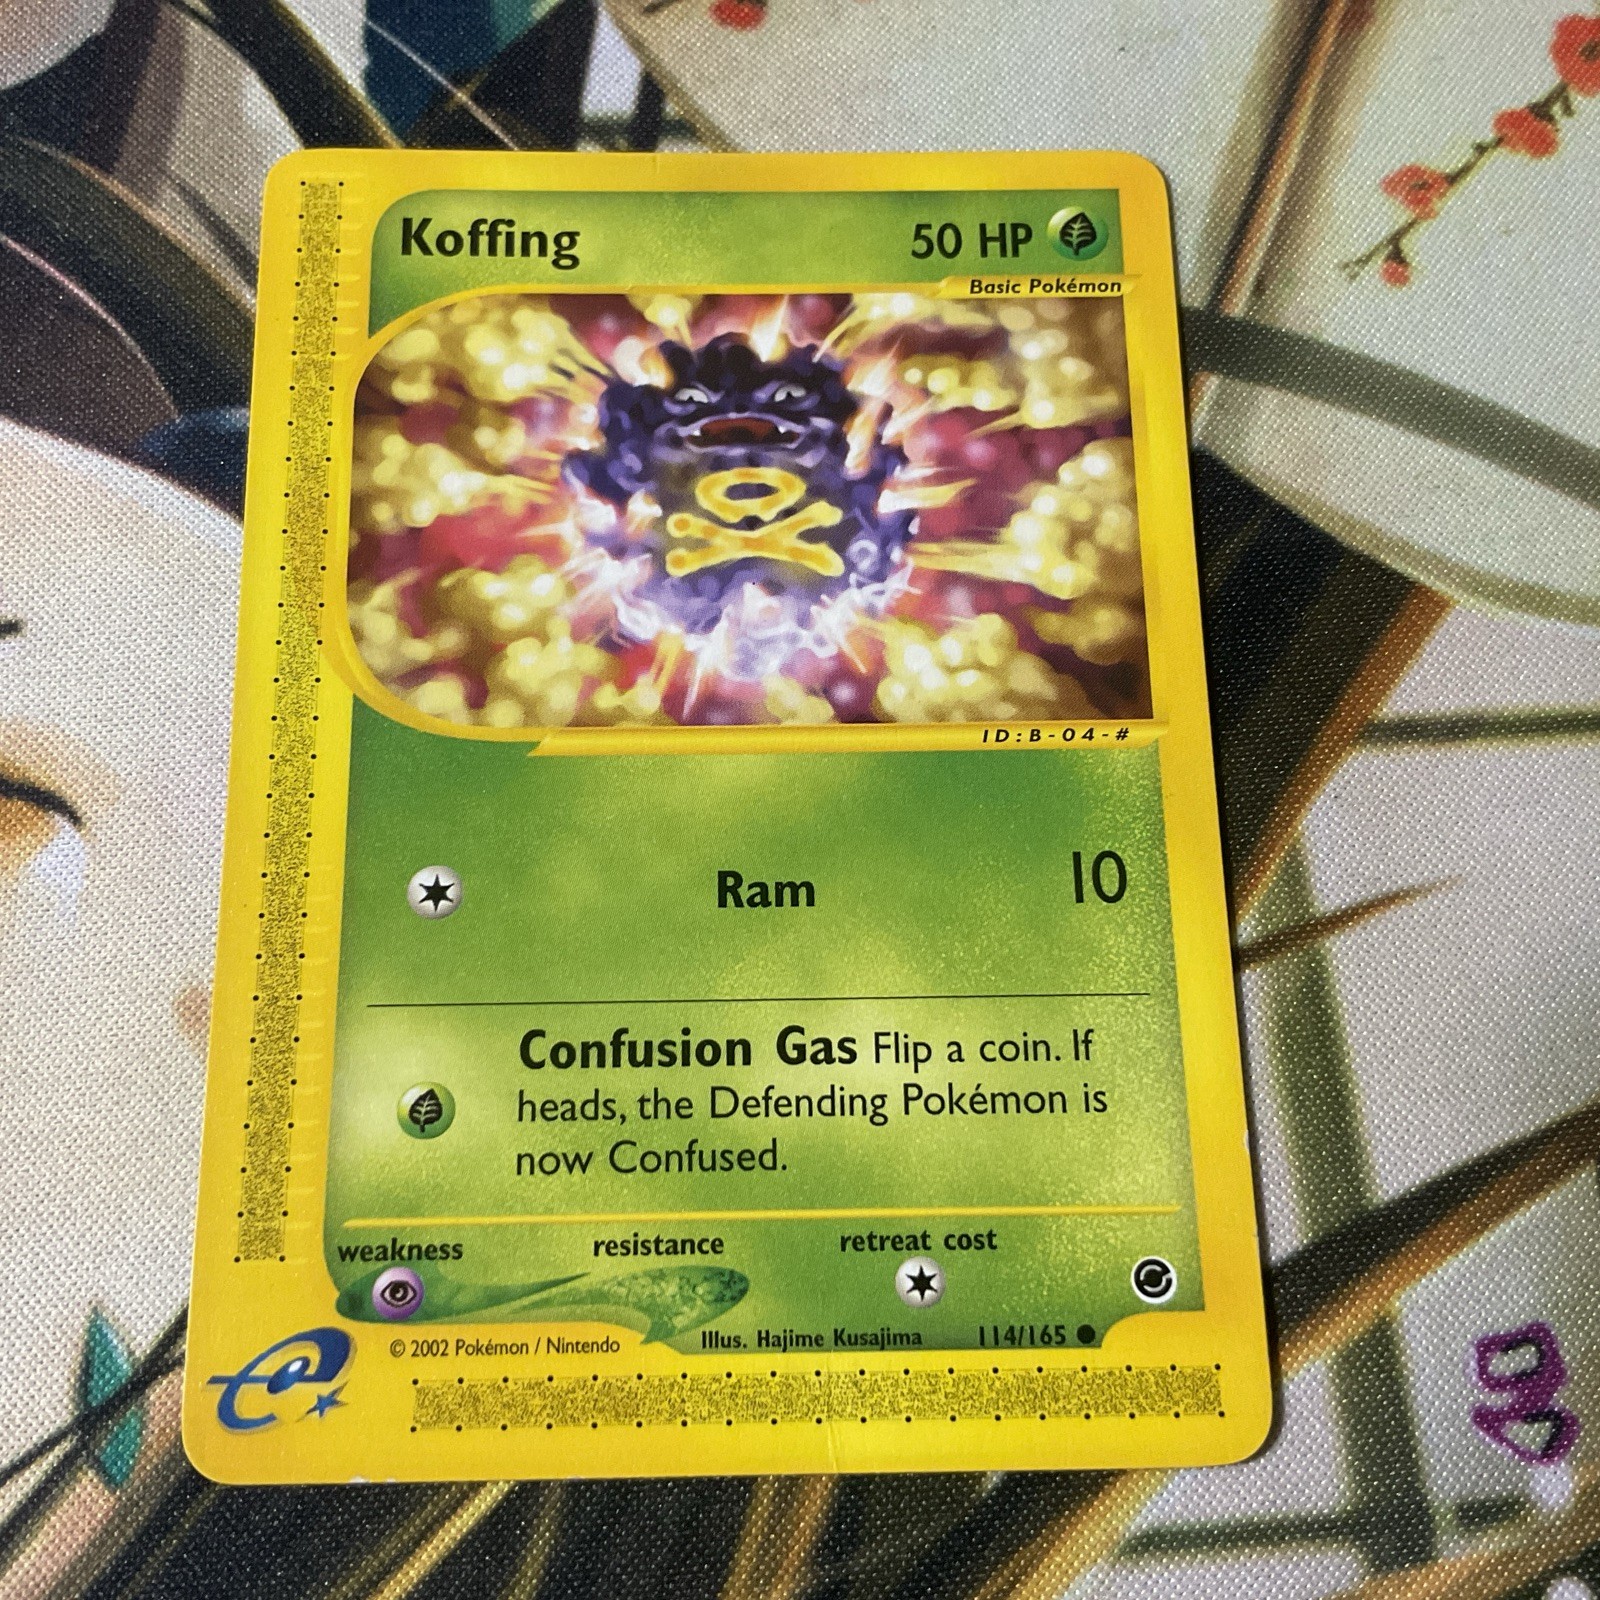 Koffing 50 HP
Basic Pokémon
ID:B-04-#
Ram 10
Confusion Gas Flip a coin. If
heads, the Defending Pokémon is
now Confused.
weakness resistance retreat cost
© 2002 Pokémon / Nintendo Illus. Hajime Kusajima 114/165 ●
e